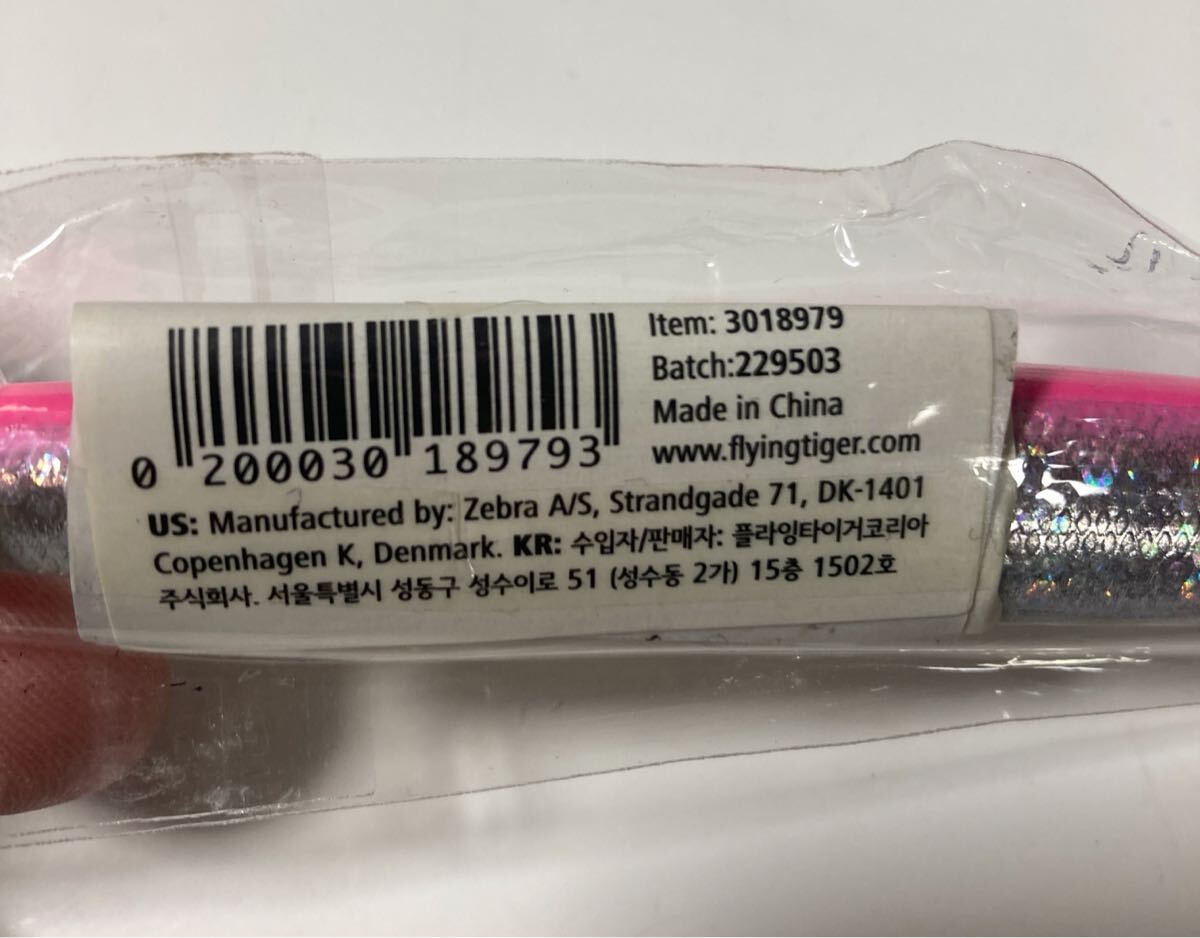 Item: 3018979
Batch:229503
Made in China
www.flyingtiger.com
0 200030 189793
US: Manufactured by: Zebra A/S, Strandgade 71, DK-1401
Copenhagen K, Denmark. KR: 수입자/판매자: 플라잉타이거코리아
주식회사. 서울특별시 성동구 성수이로 51 (성수동 2가) 15층 1502호